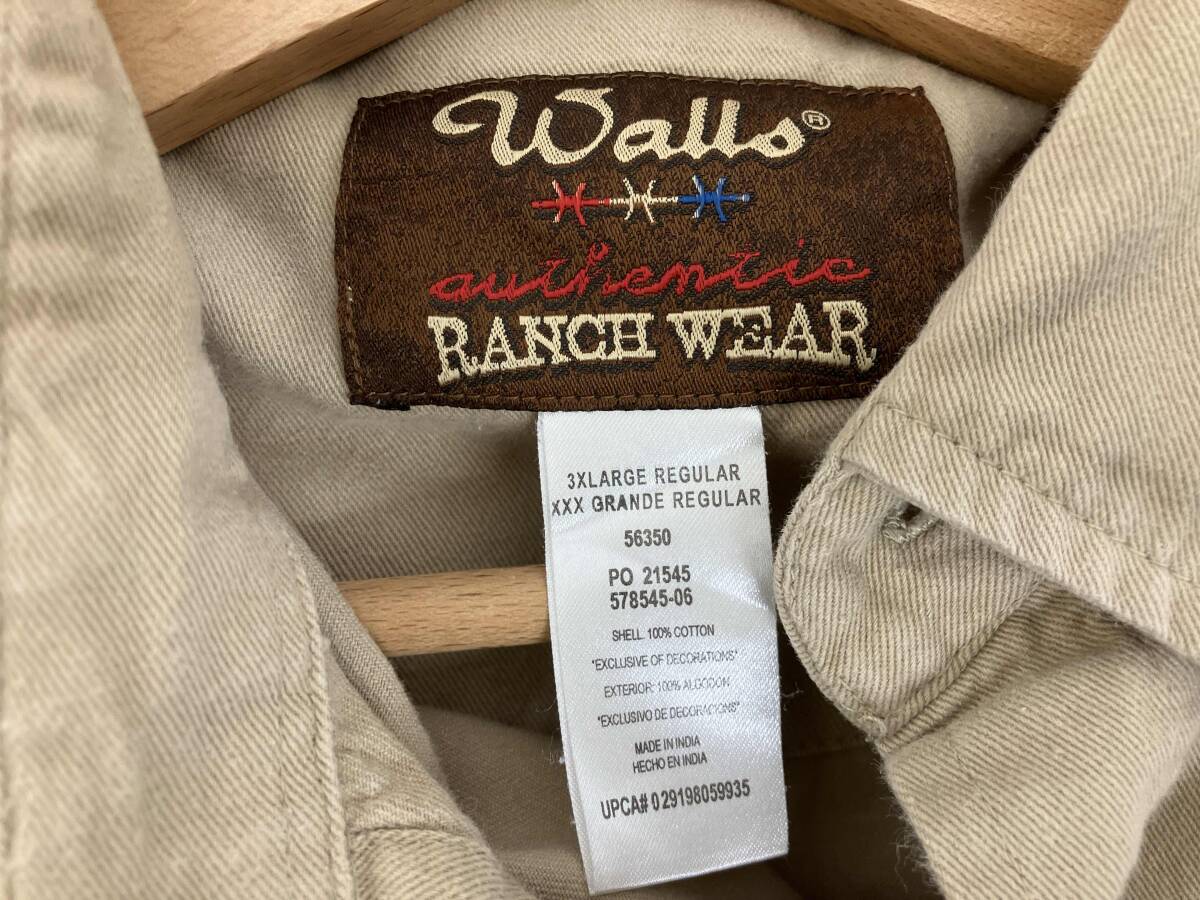 Walls®
authentic
RANCH WEAR
3XLARGE REGULAR
XXX GRANDE REGULAR
56350
PO 21545
578545-06
SHELL: 100% COTTON
*EXCLUSIVE OF DECORATIONS*
EXTERIOR: 100% ALGODON
*EXCLUSIVO DE DECORACIONS*
MADE IN INDIA
HECHO EN INDIA
UPCA# 029198059935